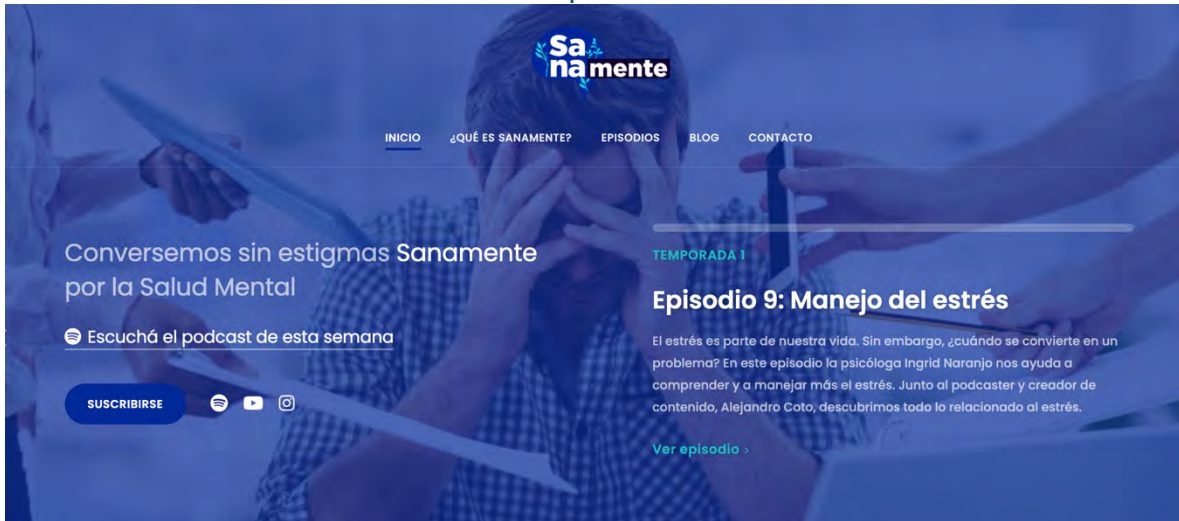 Sa
na mente
INICIO ¿QUÉ ES SANAMENTE? EPISODIOS BLOG CONTACTO
Conversemos sin estigmas Sanamente
por la Salud Mental
Escuchá el podcast de esta semana
SUSCRIBIRSE
TEMPORADA 1
Episodio 9: Manejo del estrés
El estrés es parte de nuestra vida. Sin embargo, ¿cuándo se convierte en un
problema? En este episodio la psicóloga Ingrid Naranjo nos ayuda a
comprender y a manejar más el estrés. Junto al podcaster y creador de
contenido, Alejandro Coto, descubrimos todo lo relacionado al estrés.
Ver episodio ›